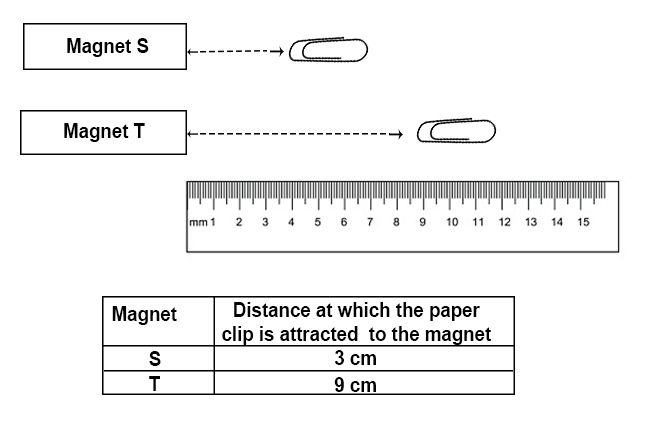 Magnet S
Magnet T
mm 1 2 3 4 5 6 7 8 9 10 11 12 13 14 15
Magnet Distance at which the paper
clip is attracted to the magnet
S 3 cm
T 9 cm